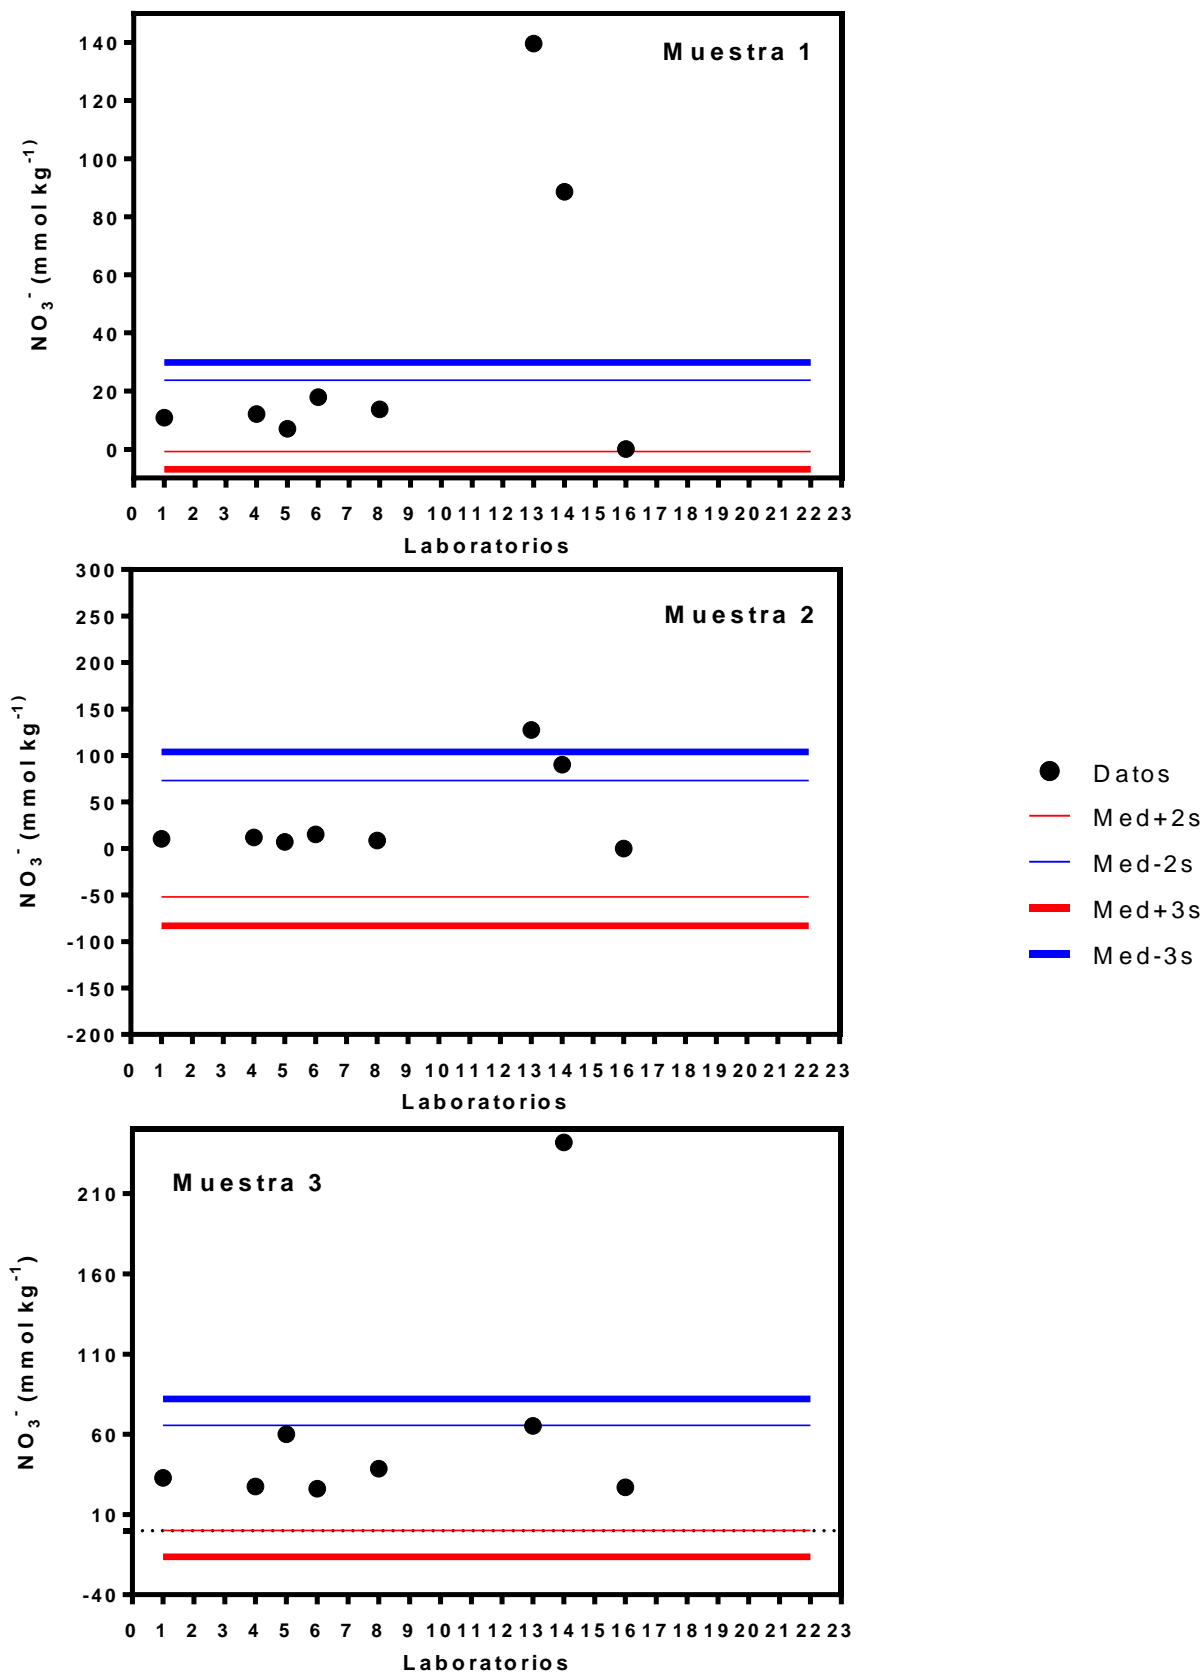 Muestra 1
NO3- (mmol kg-1)
140
120
100
80
60
40
20
0
0 1 2 3 4 5 6 7 8 9 10 11 12 13 14 15 16 17 18 19 20 21 22 23
Laboratorios
Muestra 2
NO3- (mmol kg-1)
300
250
200
150
100
50
0
-50
-100
-150
-200
0 1 2 3 4 5 6 7 8 9 10 11 12 13 14 15 16 17 18 19 20 21 22 23
Laboratorios
Datos
Med+2s
Med-2s
Med+3s
Med-3s
Muestra 3
NO3- (mmol kg-1)
210
160
110
60
10
-40
0 1 2 3 4 5 6 7 8 9 10 11 12 13 14 15 16 17 18 19 20 21 22 23
Laboratorios